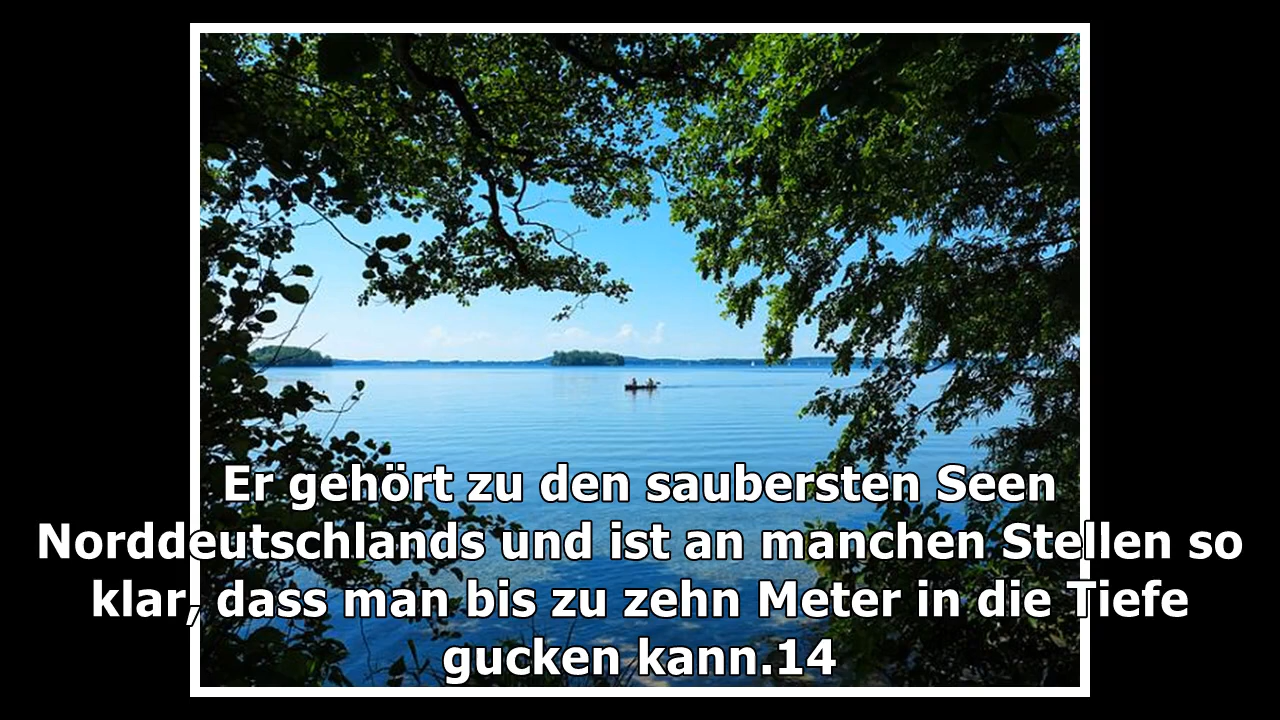 Er gehört zu den saubersten Seen
Norddeutschlands und ist an manchen Stellen so
klar, dass man bis zu zehn Meter in die Tiefe
gucken kann.14